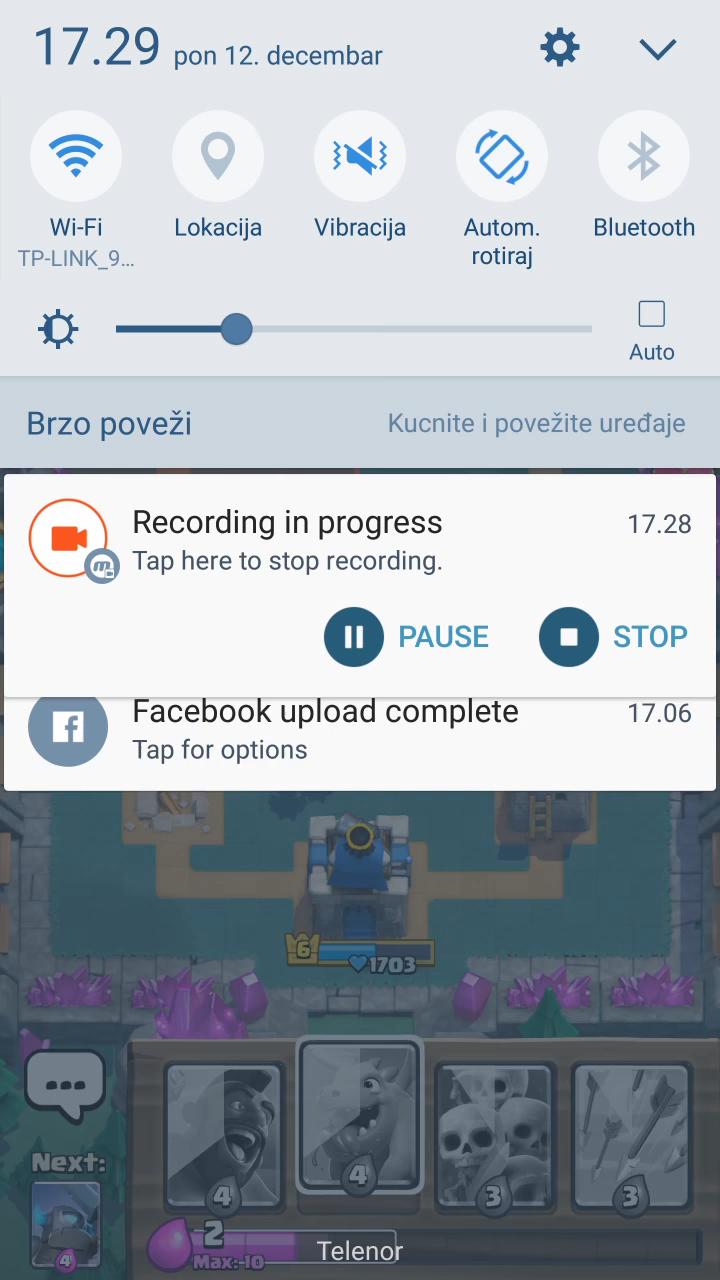 17.29 pon 12. decembar
Wi-Fi
TP-LINK_9...
Lokacija
Vibracija
Autom.
rotiraj
Bluetooth
Auto
Brzo poveži
Kucnite i povežite uređaje
Recording in progress
17.28
Tap here to stop recording.
PAUSE
STOP
Facebook upload complete
17.06
Tap for options
6
1703
4
4
3
3
Next:
4
2
Max:10
Telenor